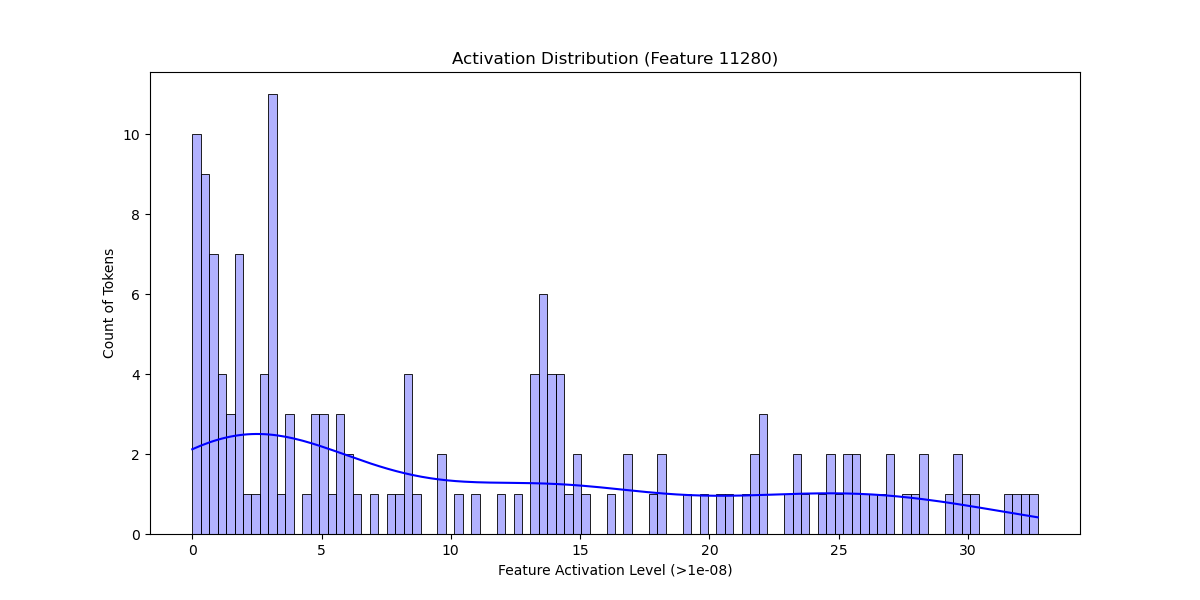 Activation Distribution (Feature 11280)
10
8
6
4
2
0
Count of Tokens
0 5 10 15 20 25 30
Feature Activation Level (>1e-08)